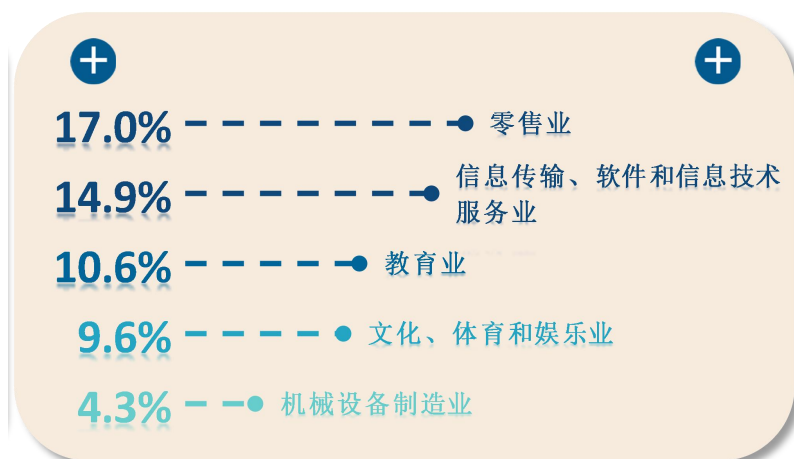 17.0% 零售业
14.9% 信息传输、软件和信息技术
服务业
10.6% 教育业
9.6% 文化、体育和娱乐业
4.3% 机械设备制造业